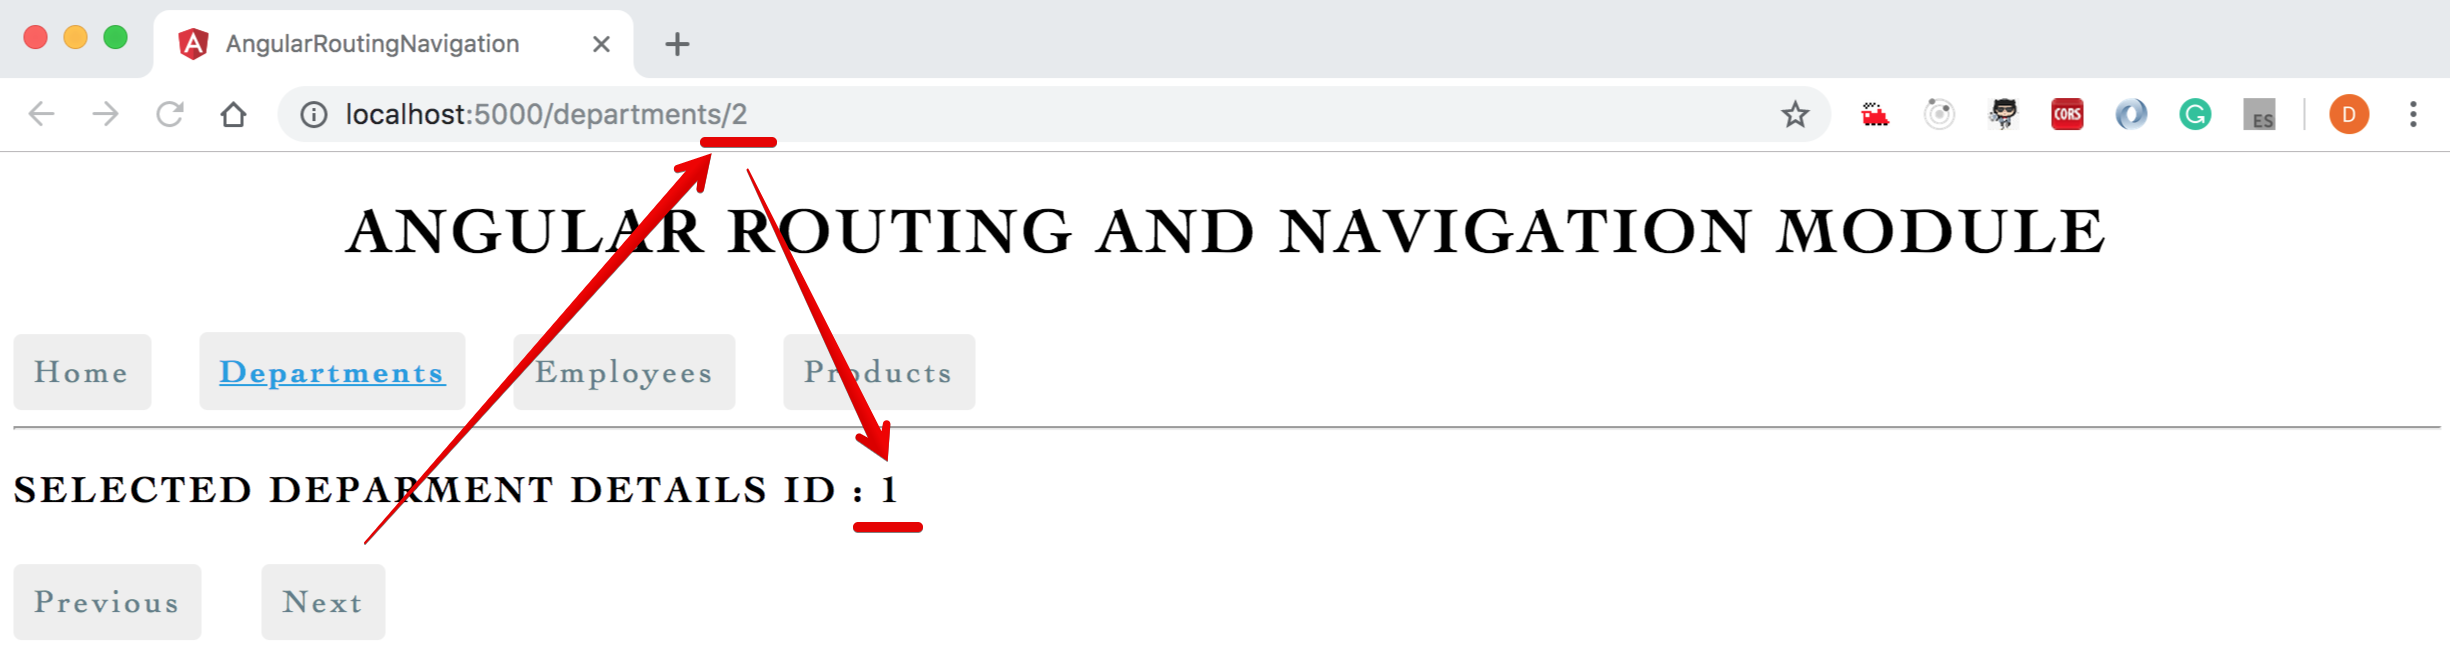 AngularRoutingNavigation
localhost:5000/departments/2
CORS
ES
D
ANGULAR ROUTING AND NAVIGATION MODULE
Home Departments Employees Products
SELECTED DEPARMENT DETAILS ID : 1
Previous Next